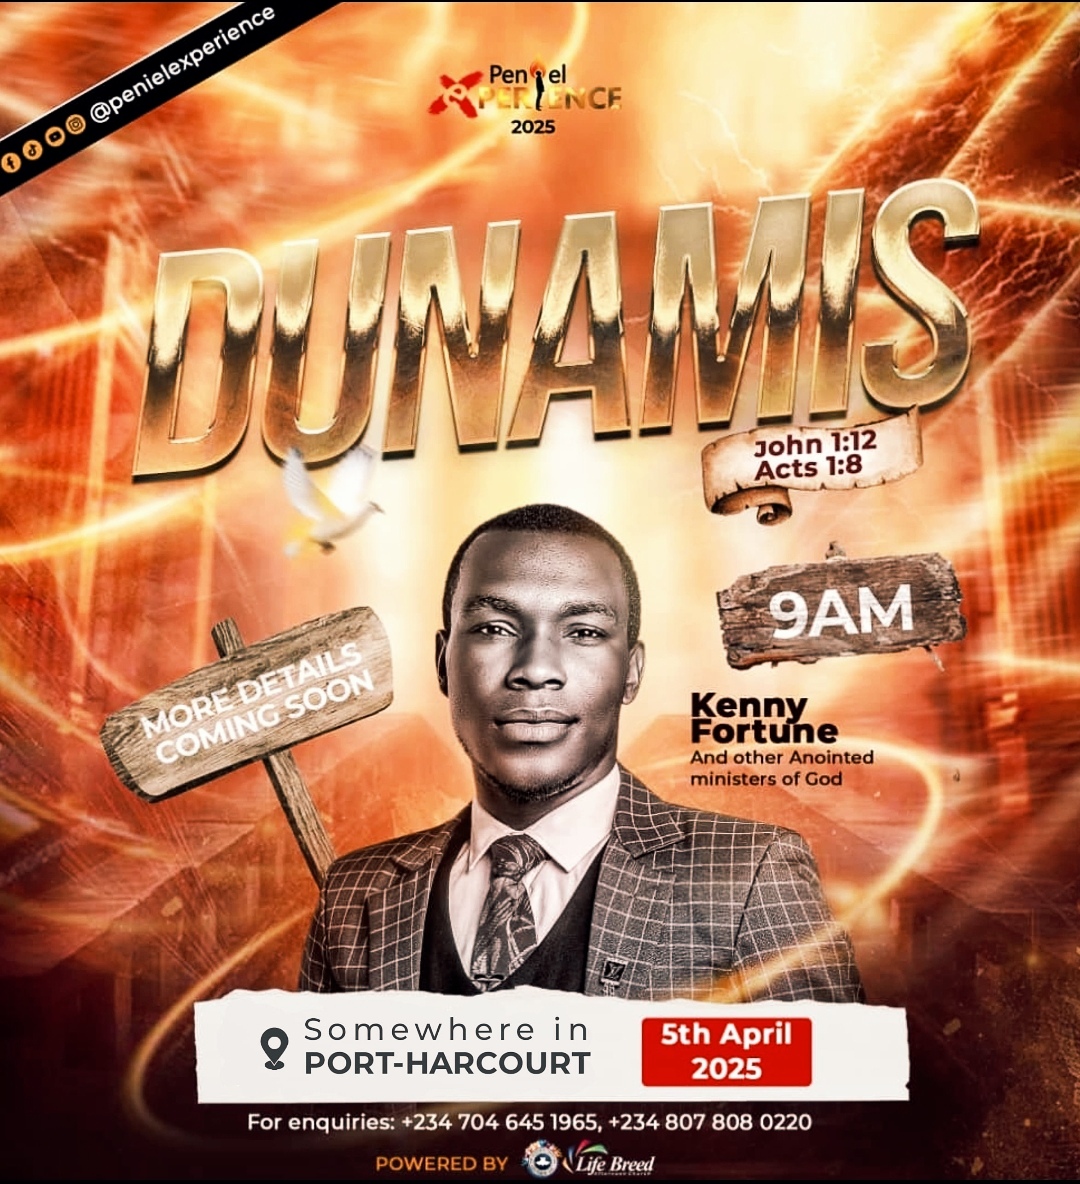 @penielexperience
Peniel
XPERIENCE
2025
DUNAMIS
John 1:12
Acts 1:8
9AM
MORE DETAILS
COMING SOON
Kenny
Fortune
And other Anointed
ministers of God
Somewhere in
PORT-HARCOURT
5th April
2025
For enquiries: +234 704 645 1965, +234 807 808 0220
POWERED BY
Life Breed